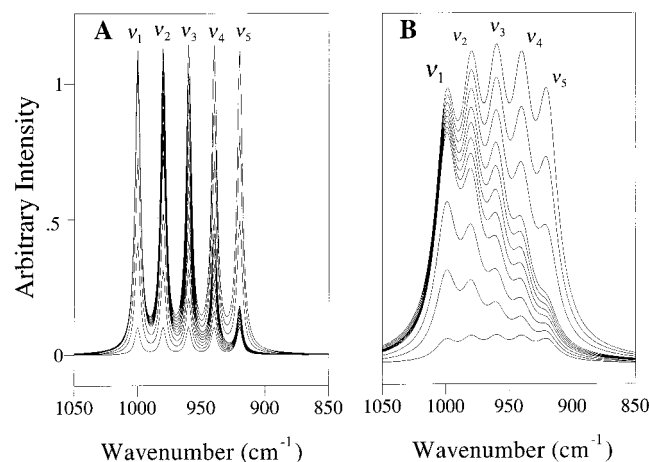 A
B
ν1 ν2 ν3 ν4 ν5
ν1 ν2 ν3 ν4 ν5
1
.5
0
Arbitrary Intensity
1050 1000 950 900 850
1050 1000 950 900 850
Wavenumber (cm-1)
Wavenumber (cm-1)